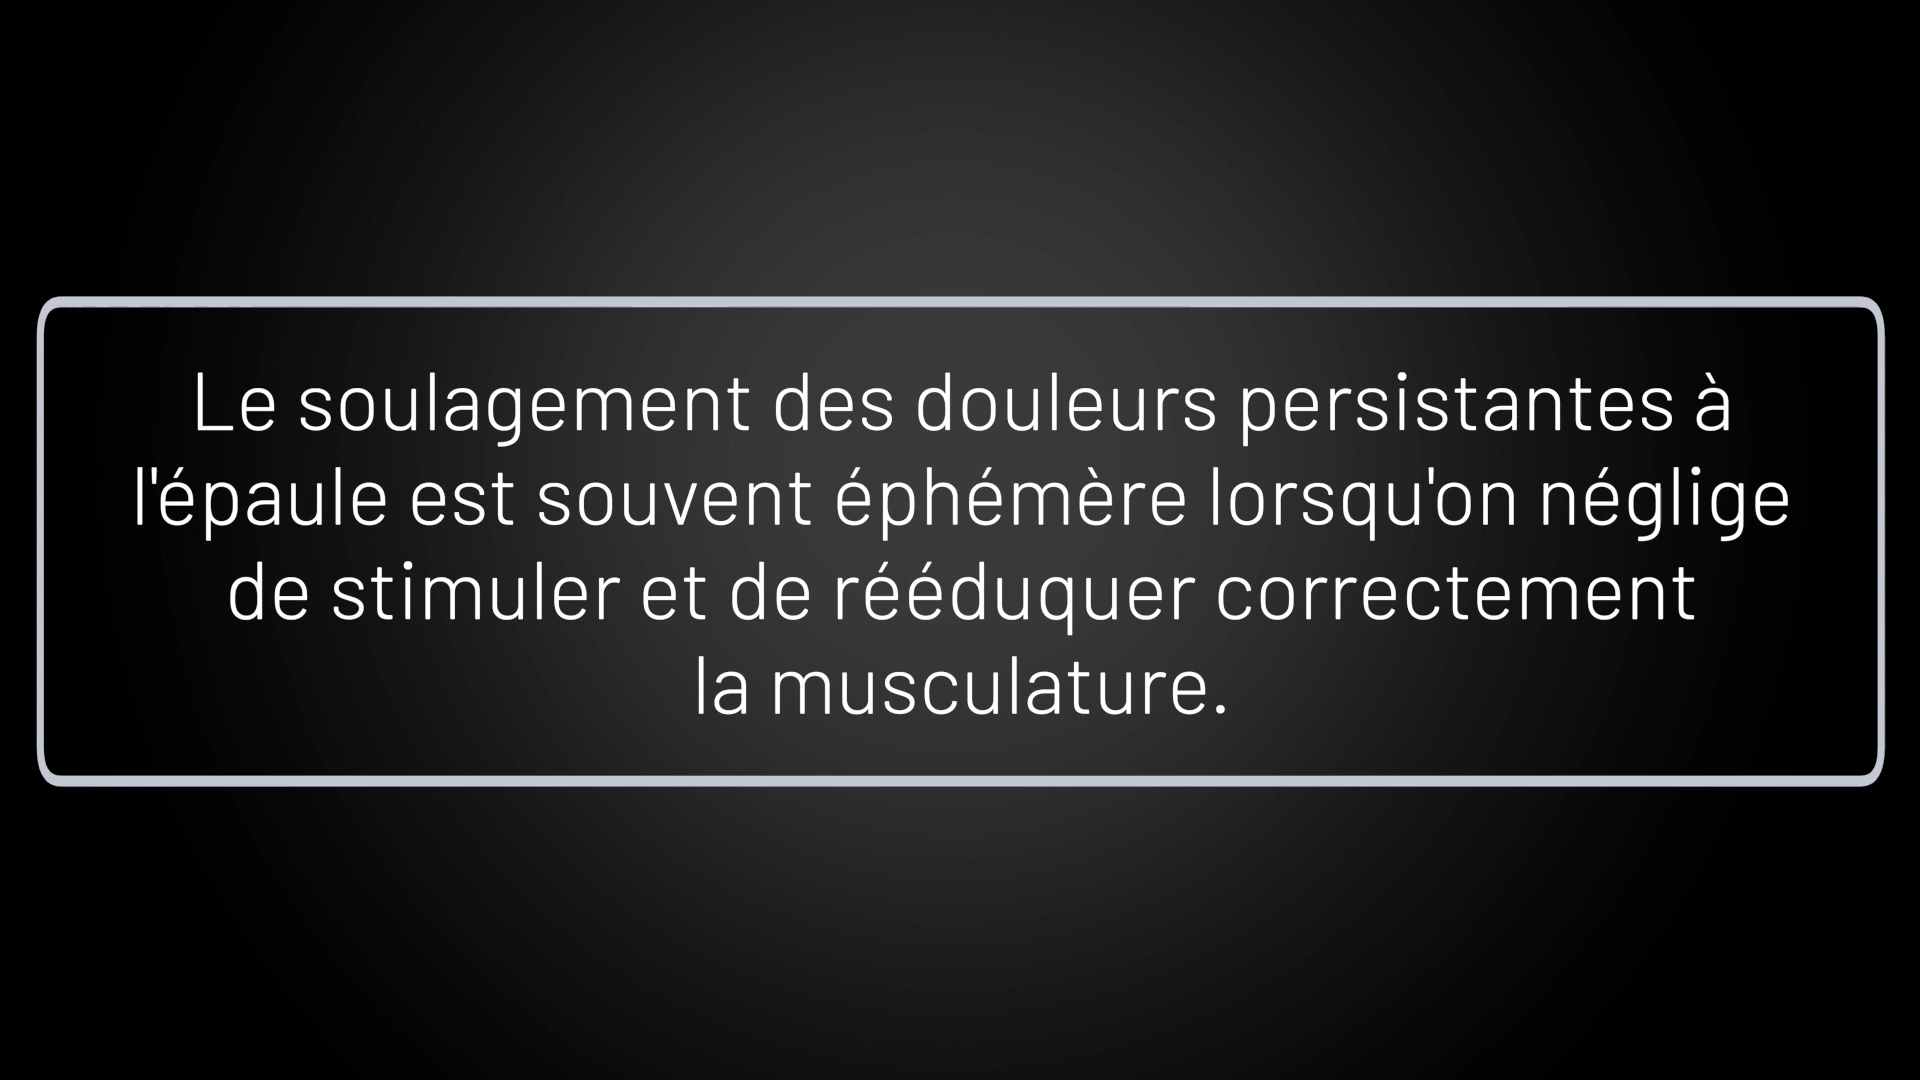 Le soulagement des douleurs persistantes à
l'épaule est souvent éphémère lorsqu'on néglige
de stimuler et de rééduquer correctement
la musculature.